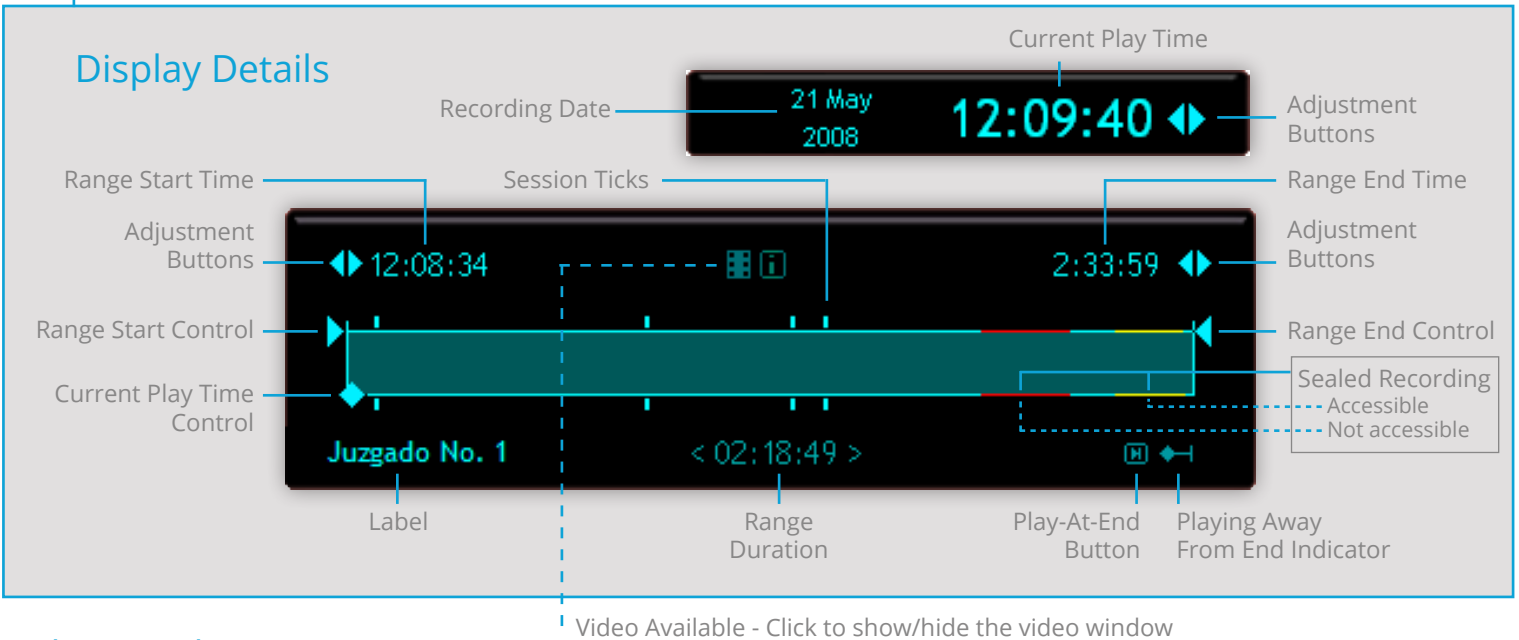 Display Details
Current Play Time
Recording Date
21 May
2008
12:09:40
Adjustment
Buttons
Range Start Time
Session Ticks
Range End Time
Adjustment
Buttons
12:08:34
2:33:59
Adjustment
Buttons
Range Start Control
Range End Control
Current Play Time
Control
Sealed Recording
Accessible
Not accessible
Juzgado No. 1
< 02:18:49 >
Label
Range
Duration
Play-At-End
Button
Playing Away
From End Indicator
Video Available - Click to show/hide the video window